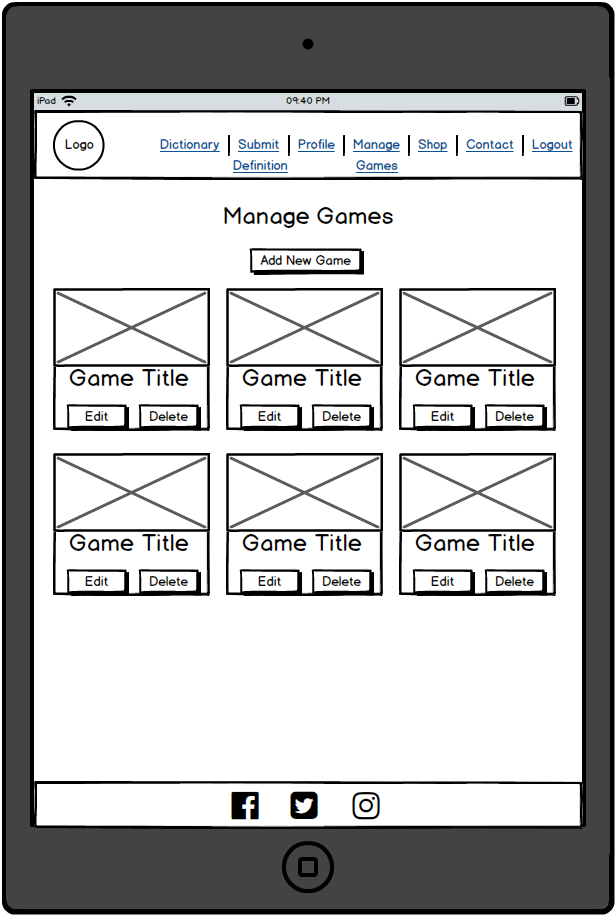 iPad 09:40 PM
Logo
Dictionary Submit Profile Manage Shop Contact Logout
Definition Games
Manage Games
Add New Game
Game Title Game Title Game Title
Edit Delete Edit Delete Edit Delete
Game Title Game Title Game Title
Edit Delete Edit Delete Edit Delete